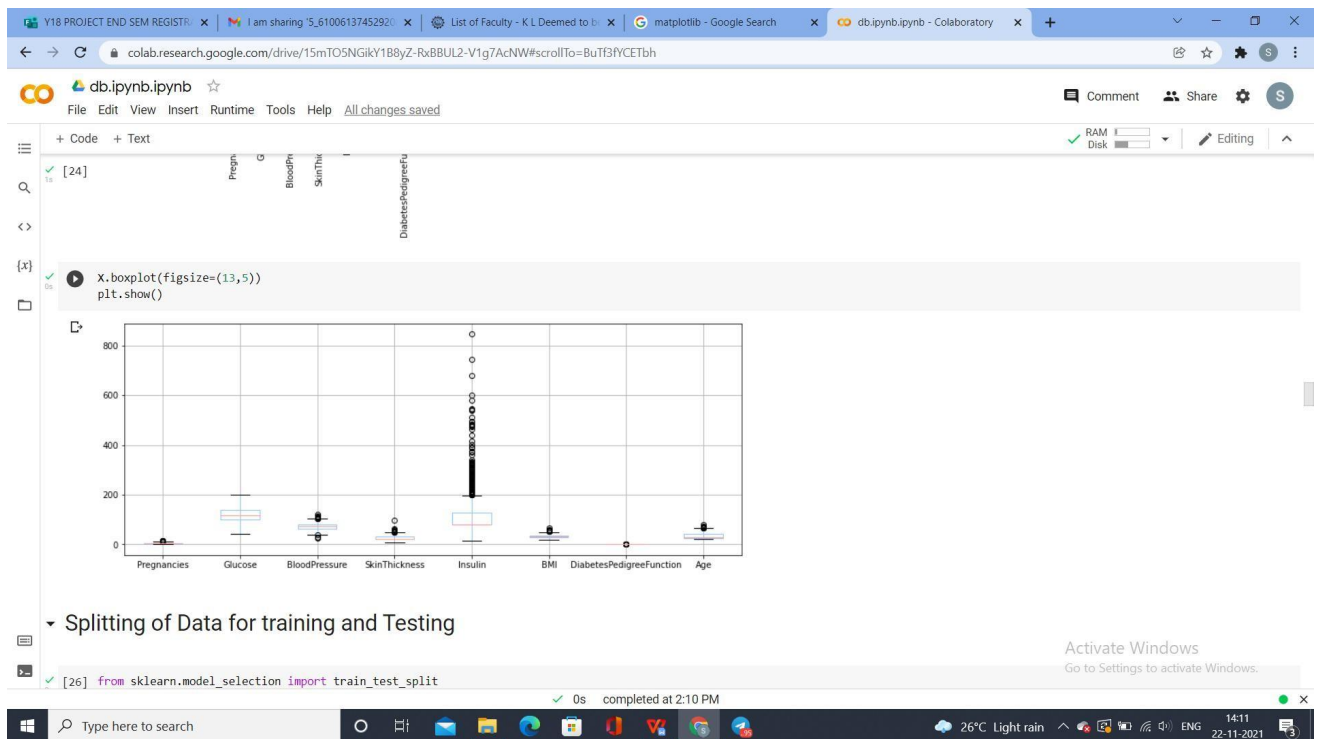 Y18 PROJECT END SEM REGISTR
I am sharing '5_61006137452920
List of Faculty - K L Deemed to b
matplotlib - Google Search
db.ipynb.ipynb - Colaboratory
colab.research.google.com/drive/15mTO5NGikY1B8yZ-RxBBUL2-V1g7AcNW#scrollTo=BuTf3fYCETbh
S
db.ipynb.ipynb
File Edit View Insert Runtime Tools Help All changes saved
Comment Share S
+ Code + Text
RAM
Disk
Editing
1s [24]
Pregn
G
BloodPr
SkinThic
DiabetesPedigreeFu
{x}
0s
X.boxplot(figsize=(13,5))
plt.show()
800
600
400
200
0
Pregnancies Glucose BloodPressure SkinThickness Insulin BMI DiabetesPedigreeFunction Age
Splitting of Data for training and Testing
Activate Windows
Go to Settings to activate Windows.
[26] from sklearn.model_selection import train_test_split
0s completed at 2:10 PM
Type here to search
26°C Light rain
ENG
14:11
22-11-2021
3